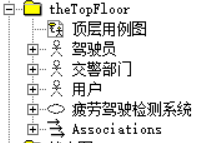 theTopFloor
顶层用例图
驾驶员
交警部门
用户
疲劳驾驶检测系统
Associations